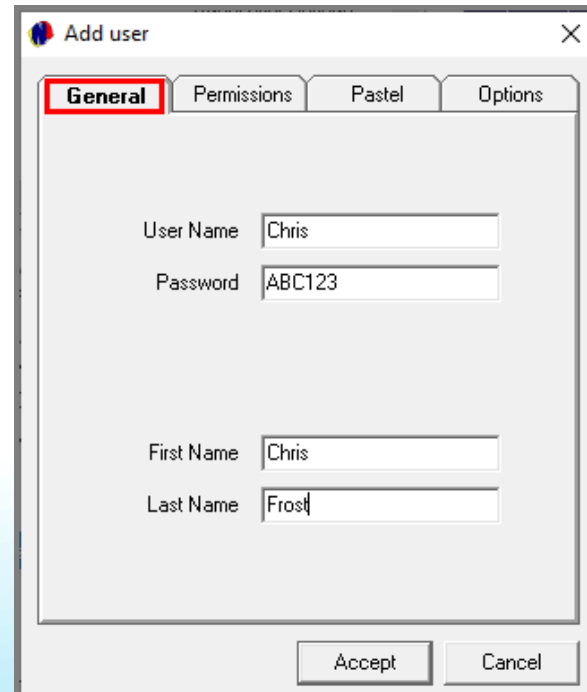 Add user
General Permissions Pastel Options
User Name Chris
Password ABC123
First Name Chris
Last Name Frost
Accept Cancel